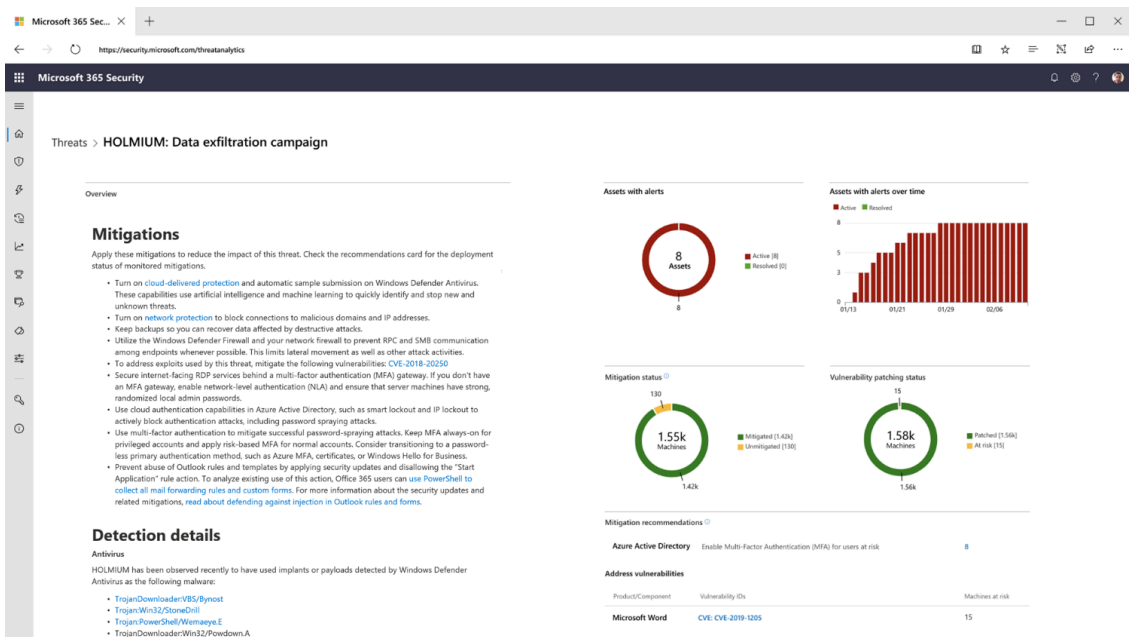 Microsoft 365 Sec...
https://security.microsoft.com/threatanalytics
Microsoft 365 Security
Threats > HOLMIUM: Data exfiltration campaign
Overview
Mitigations
Apply these mitigations to reduce the impact of this threat. Check the recommendations card for the deployment
status of monitored mitigations.
• Turn on cloud-delivered protection and automatic sample submission on Windows Defender Antivirus.
These capabilities use artificial intelligence and machine learning to quickly identify and stop new and
unknown threats.
• Turn on network protection to block connections to malicious domains and IP addresses.
• Keep backups so you can recover data affected by destructive attacks.
• Utilize the Windows Defender Firewall and your network firewall to prevent RPC and SMB communication
among endpoints whenever possible. This limits lateral movement as well as other attack activities.
• To address exploits used by this threat, mitigate the following vulnerabilities: CVE-2018-20250
• Secure internet-facing RDP services behind a multi-factor authentication (MFA) gateway. If you don't have
an MFA gateway, enable network-level authentication (NLA) and ensure that server machines have strong,
randomized local admin passwords.
• Use cloud authentication capabilities in Azure Active Directory, such as smart lockout and IP lockout to
actively block authentication attacks, including password spraying attacks.
• Use multi-factor authentication to mitigate successful password-spraying attacks. Keep MFA always-on for
privileged accounts and apply risk-based MFA for normal accounts. Consider transitioning to a password-
less primary authentication method, such as Azure MFA, certificates, or Windows Hello for Business.
• Prevent abuse of Outlook rules and templates by applying security updates and disallowing the "Start
Application" rule action. To analyze existing use of this action, Office 365 users can use PowerShell to
collect all mail forwarding rules and custom forms. For more information about the security updates and
related mitigations, read about defending against injection in Outlook rules and forms.
Detection details
Antivirus
HOLMIUM has been observed recently to have used implants or payloads detected by Windows Defender
Antivirus as the following malware:
• TrojanDownloader:VBS/Bynost
• Trojan:Win32/StoneDrill
• Trojan:PowerShell/Wemaeye.E
• TrojanDownloader:Win32/Powdown.A
Assets with alerts
8
Assets
8
Active [8]
Resolved [0]
Assets with alerts over time
Active Resolved
8
5
3
0
01/13 01/21 01/29 02/06
Mitigation status
130
1.55k
Machines
1.42k
Mitigated [1.42k]
Unmitigated [130]
Vulnerability patching status
15
1.58k
Machines
1.56k
Patched [1.56k]
At risk [15]
Mitigation recommendations
Azure Active Directory Enable Multi-Factor Authentication (MFA) for users at risk 8
Address vulnerabilities
Product/Component Vulnerability IDs Machines at risk
Microsoft Word CVE: CVE-2019-1205 15